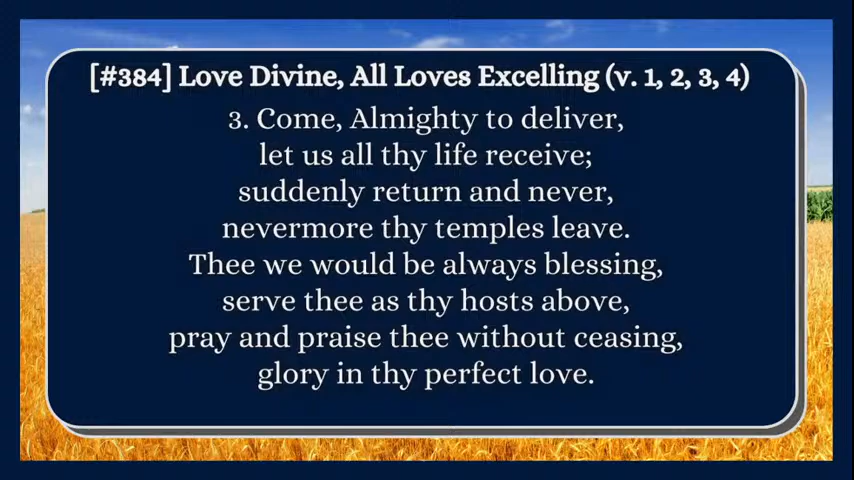 [#384] Love Divine, All Loves Excelling (v. 1, 2, 3, 4)
3. Come, Almighty to deliver,
let us all thy life receive;
suddenly return and never,
nevermore thy temples leave.
Thee we would be always blessing,
serve thee as thy hosts above,
pray and praise thee without ceasing,
glory in thy perfect love.